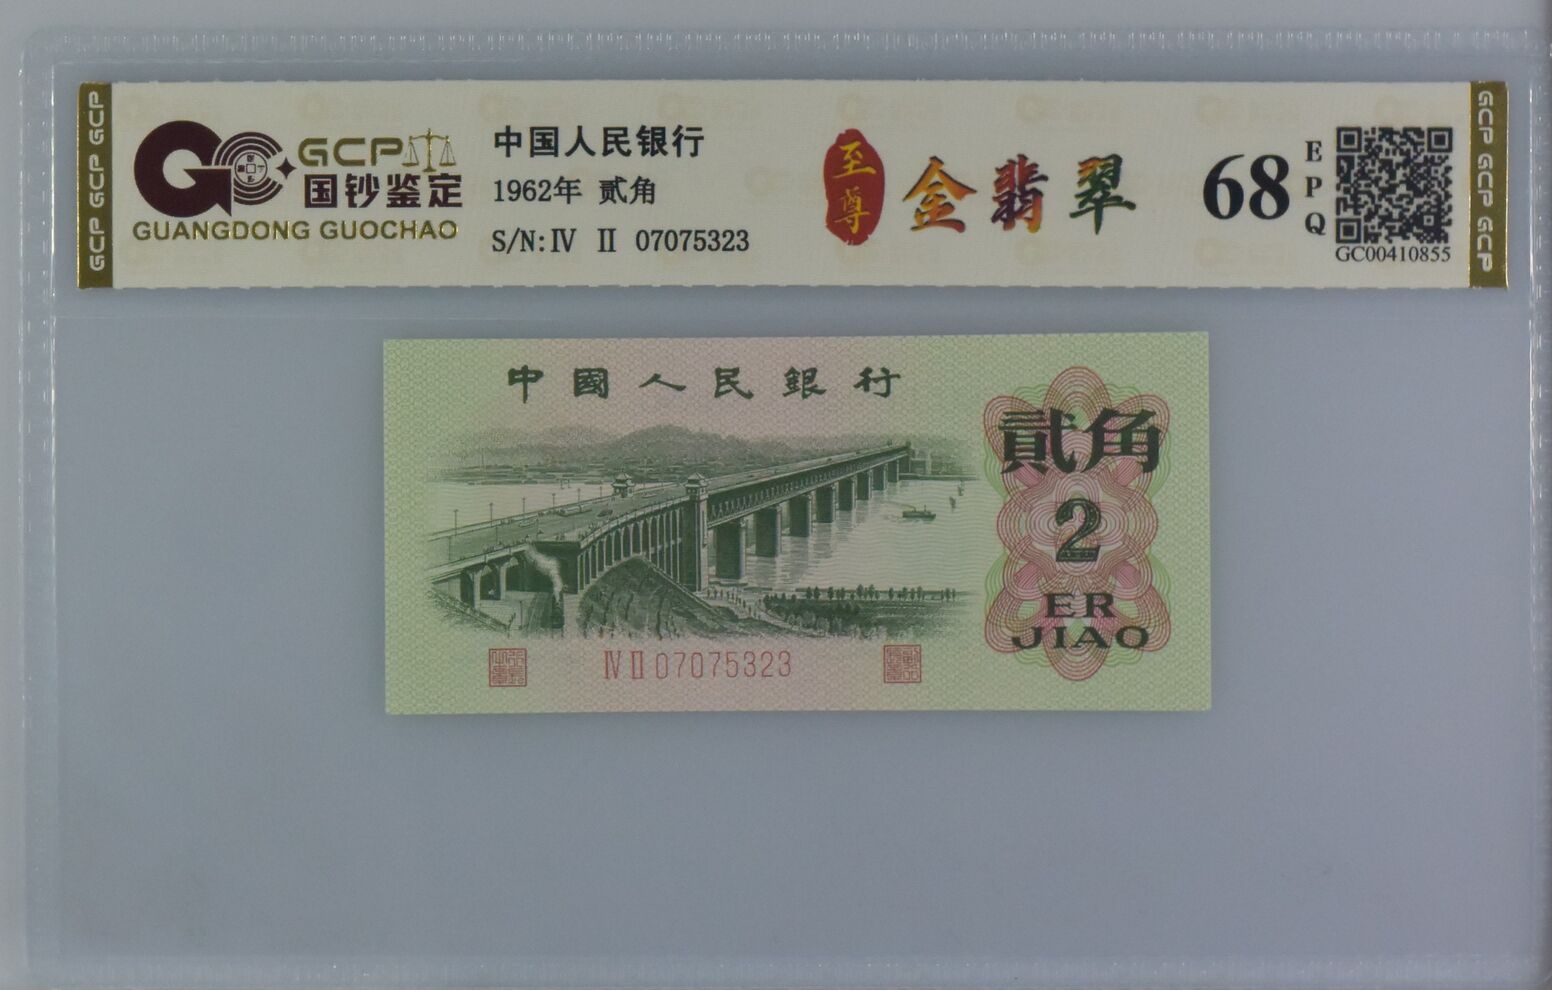 GCP GCP GCP
GCP
国钞鉴定
GUANGDONG GUOCHAO
中国人民银行
1962年 贰角
S/N:Ⅳ Ⅱ 07075323
至尊
金翡翠
68
EPQ
GC00410855
GCP GCP GCP
中國人民銀行
貳角
2
ER
JIAO
Ⅳ Ⅱ 07075323